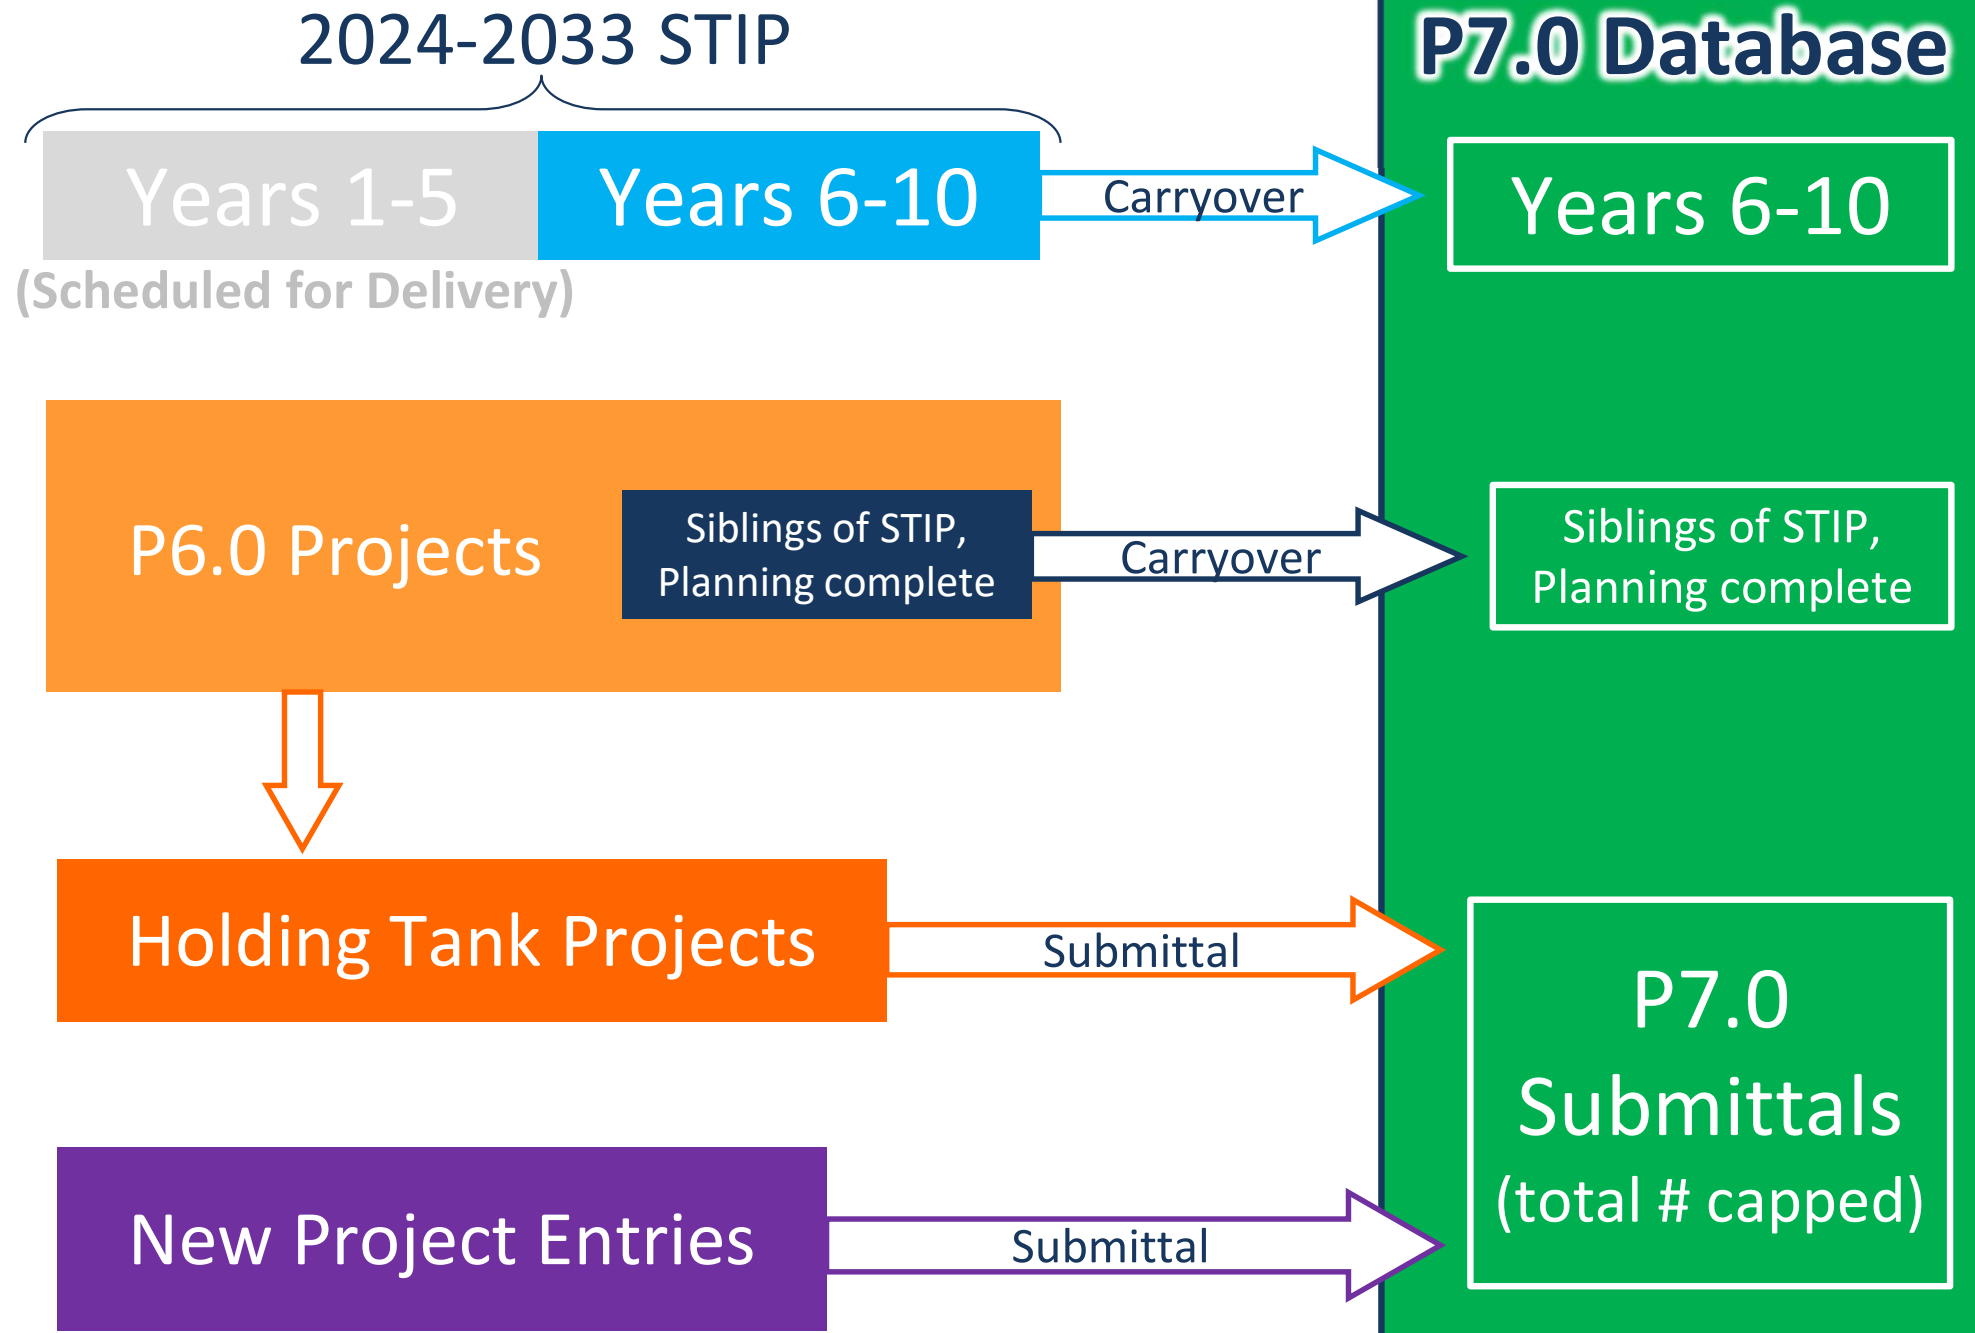 2024-2033 STIP
P7.0 Database
Years 1-5
Years 6-10
Carryover
Years 6-10
(Scheduled for Delivery)
P6.0 Projects
Siblings of STIP,
Planning complete
Carryover
Siblings of STIP,
Planning complete
Holding Tank Projects
Submittal
P7.0
Submittals
(total # capped)
New Project Entries
Submittal